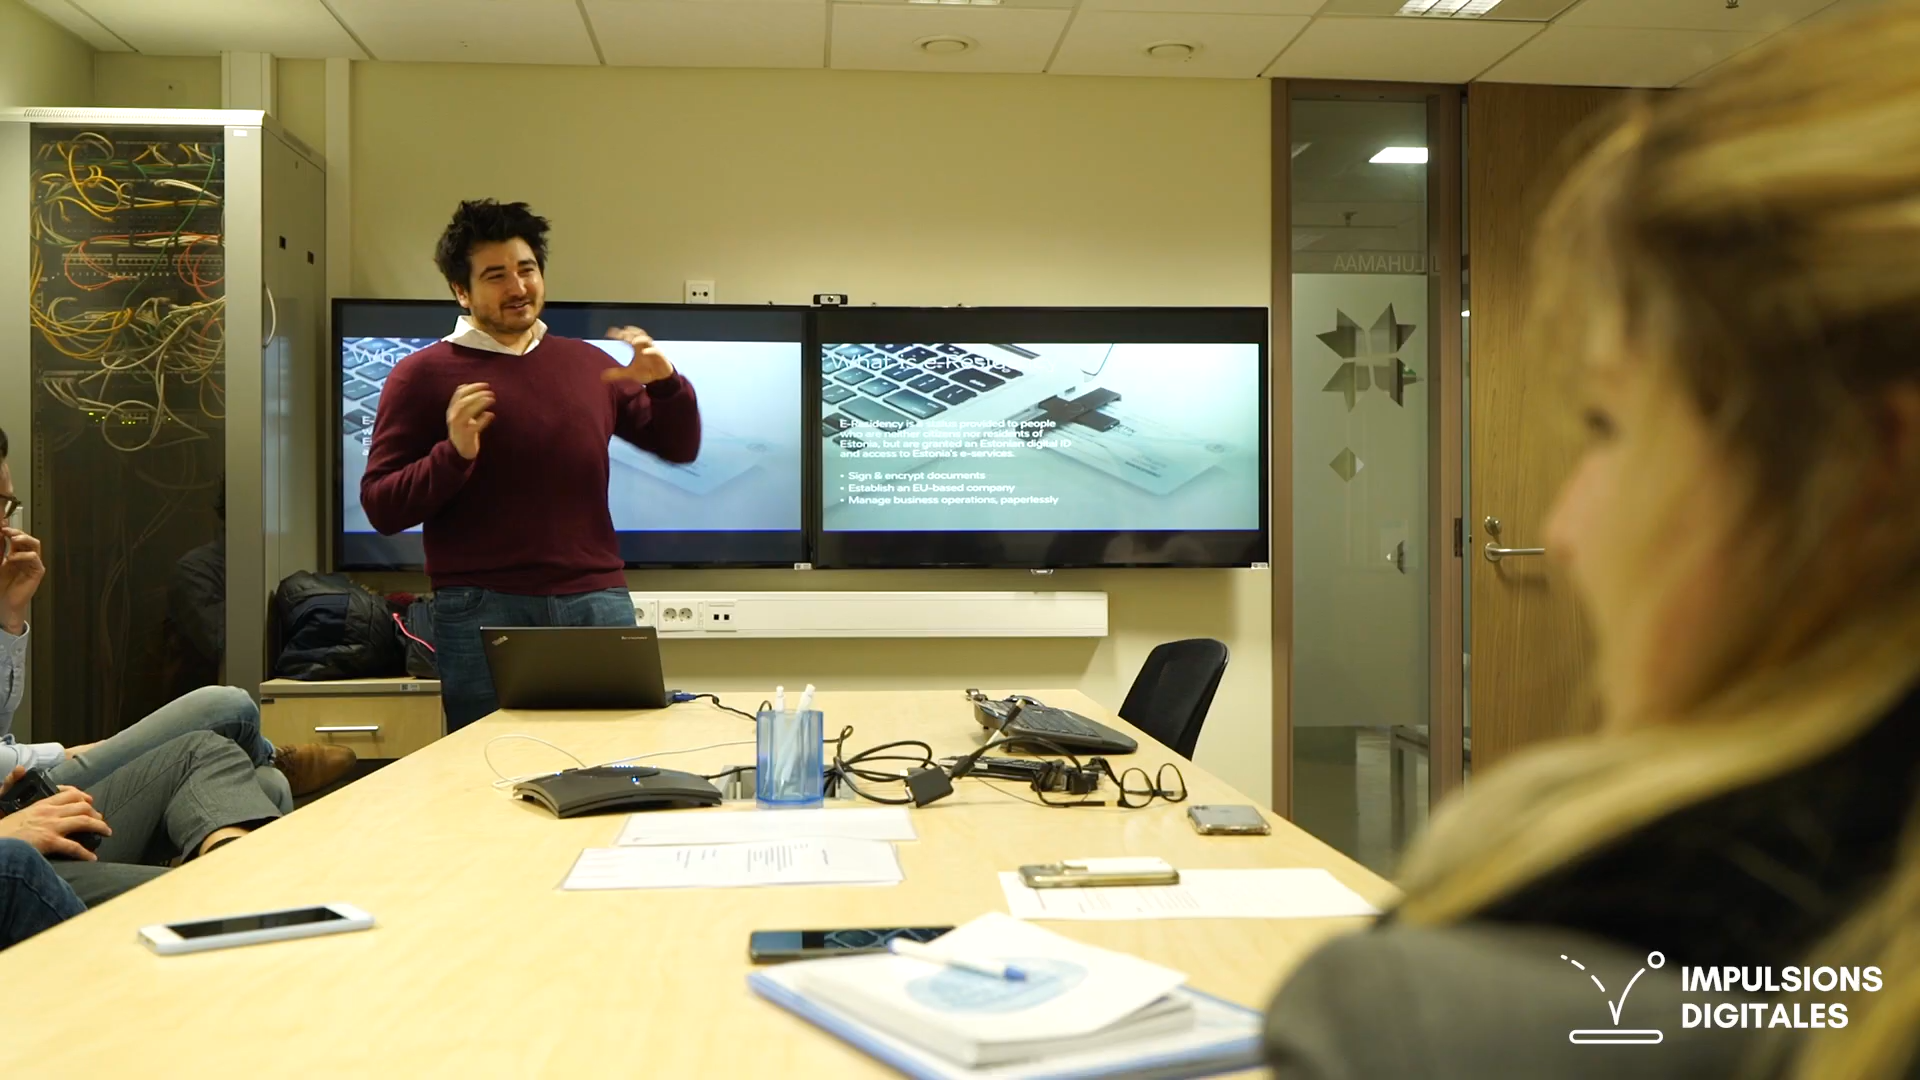 JUHAMAA
What is e-Resid
E-Residency is a status provided to people
who are neither citizens nor residents of
Estonia, but are granted an Estonian digital ID
and access to Estonia's e-services.
• Sign & encrypt documents
• Establish an EU-based company
• Manage business operations, paperlessly
IMPULSIONS
DIGITALES